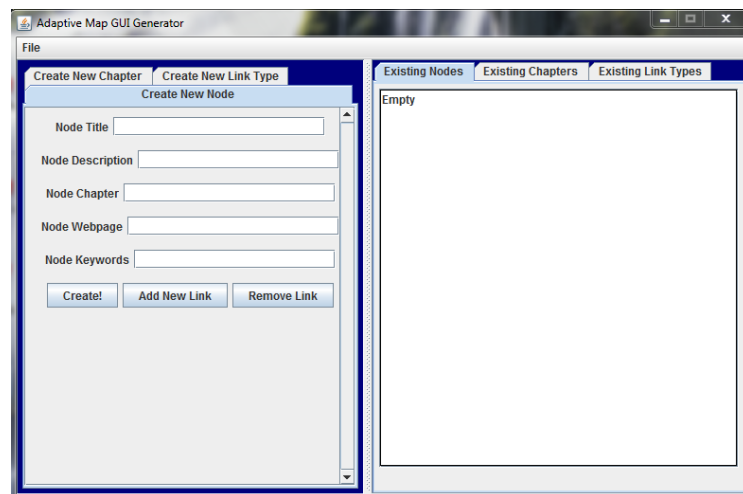 Adaptive Map GUI Generator
File
Create New Chapter Create New Link Type
Create New Node
Node Title
Node Description
Node Chapter
Node Webpage
Node Keywords
Create! Add New Link Remove Link
Existing Nodes Existing Chapters Existing Link Types
Empty